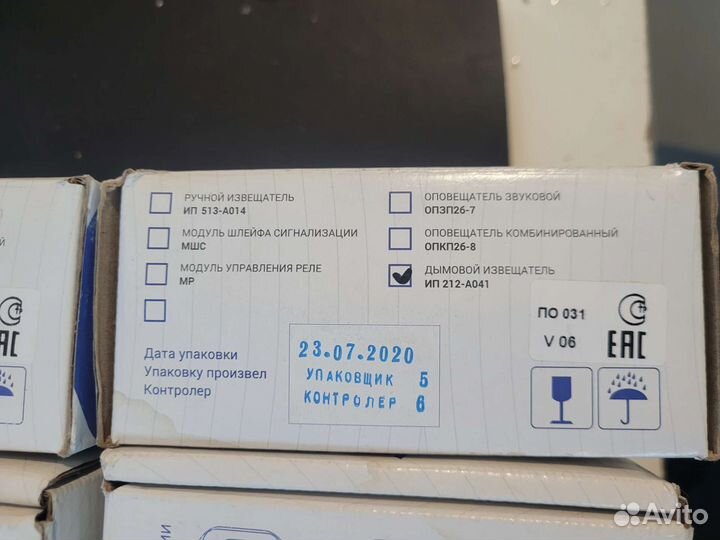 РУЧНОЙ ИЗВЕЩАТЕЛЬ
ИП 513-А014
МОДУЛЬ ШЛЕЙФА СИГНАЛИЗАЦИИ
МШС
МОДУЛЬ УПРАВЛЕНИЯ РЕЛЕ
МР
ОПОВЕЩАТЕЛЬ ЗВУКОВОЙ
ОПЗП26-7
ОПОВЕЩАТЕЛЬ КОМБИНИРОВАННЫЙ
ОПКП26-8
ДЫМОВОЙ ИЗВЕЩАТЕЛЬ
ИП 212-А041
ПО 031
V 06
ЕАС
Дата упаковки
Упаковку произвел
Контролер
23.07.2020
УПАКОВЩИК 5
КОНТРОЛЕР 6
Avito